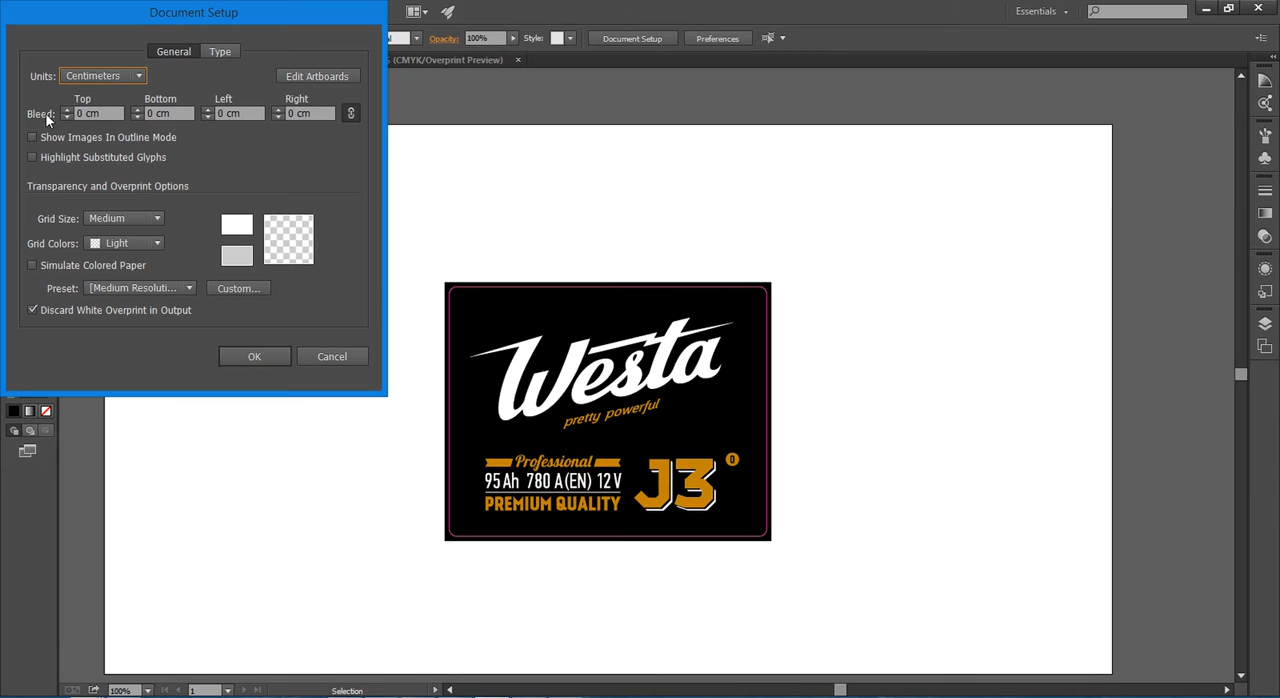 Document Setup
Essentials
General Type
Opacity: 100% Style: Document Setup Preferences
(CMYK/Overprint Preview) ×
Units: Centimeters Edit Artboards
Top Bottom Left Right
Bleed: 0 cm 0 cm 0 cm 0 cm
Show Images In Outline Mode
Highlight Substituted Glyphs
Transparency and Overprint Options
Grid Size: Medium
Grid Colors: Light
Simulate Colored Paper
Preset: [Medium Resoluti... Custom...
Discard White Overprint in Output
OK Cancel
Westa
pretty powerful
Professional
95 Ah 780 A (EN) 12 V
PREMIUM QUALITY
J3
0
100% 1 Selection